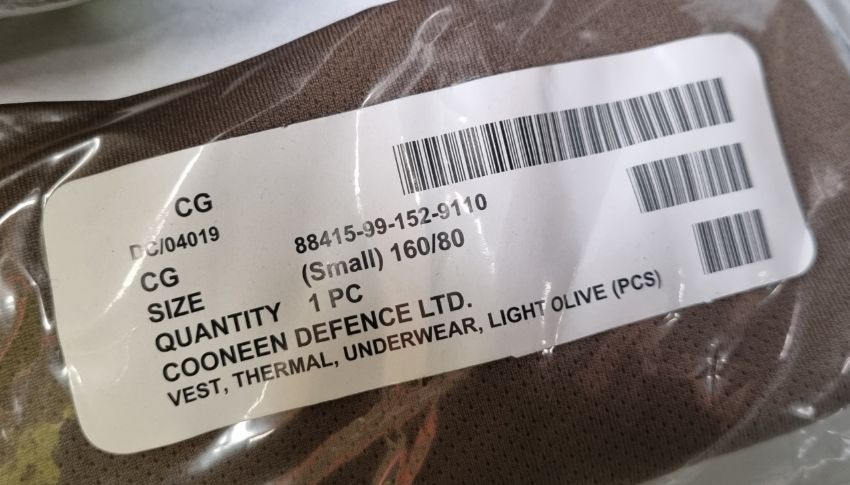 CG
DC/04019
CG 88415-99-152-9110
SIZE (Small) 160/80
QUANTITY 1 PC
COONEEN DEFENCE LTD.
VEST, THERMAL, UNDERWEAR, LIGHT OLIVE (PCS)